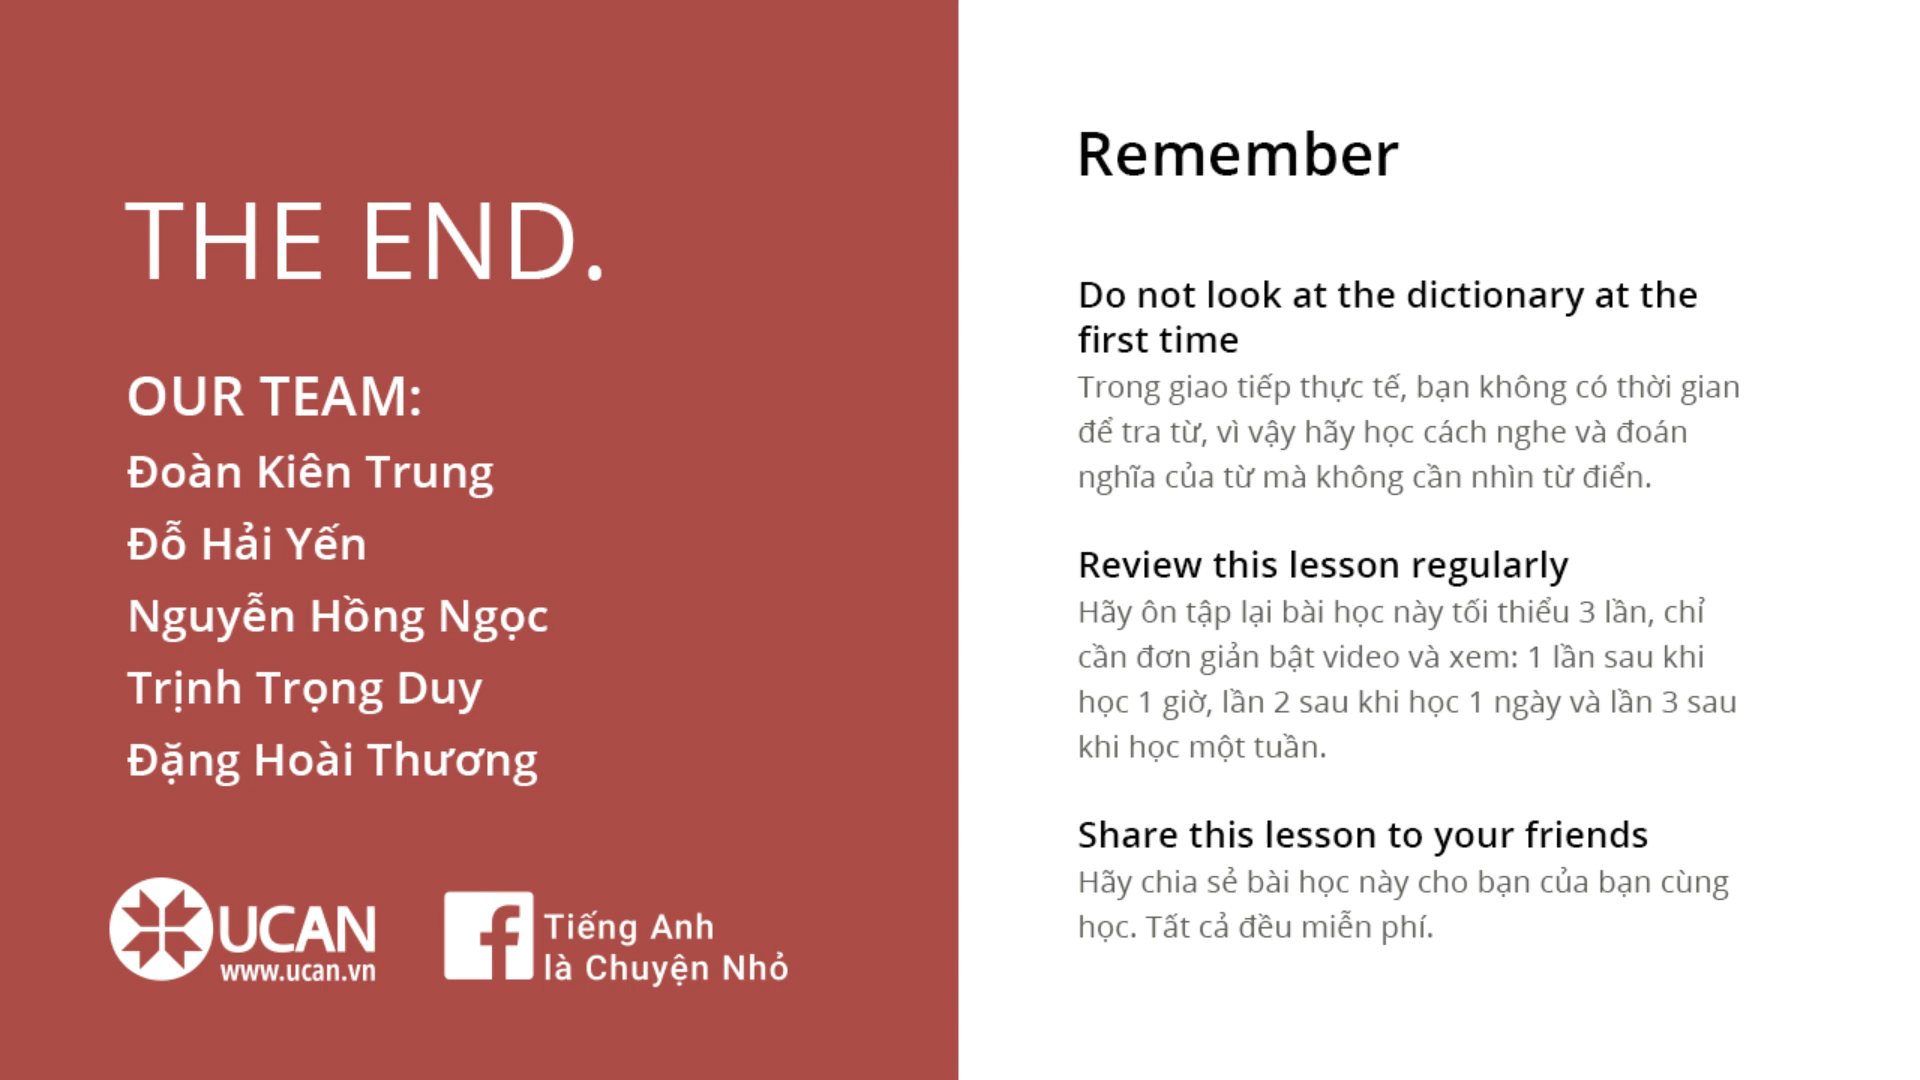 THE END.
OUR TEAM:
Đoàn Kiên Trung
Đỗ Hải Yến
Nguyễn Hồng Ngọc
Trịnh Trọng Duy
Đặng Hoài Thương
UCAN
www.ucan.vn
Tiếng Anh
là Chuyện Nhỏ
Remember
Do not look at the dictionary at the
first time
Trong giao tiếp thực tế, bạn không có thời gian
để tra từ, vì vậy hãy học cách nghe và đoán
nghĩa của từ mà không cần nhìn từ điển.
Review this lesson regularly
Hãy ôn tập lại bài học này tối thiểu 3 lần, chỉ
cần đơn giản bật video và xem: 1 lần sau khi
học 1 giờ, lần 2 sau khi học 1 ngày và lần 3 sau
khi học một tuần.
Share this lesson to your friends
Hãy chia sẻ bài học này cho bạn của bạn cùng
học. Tất cả đều miễn phí.